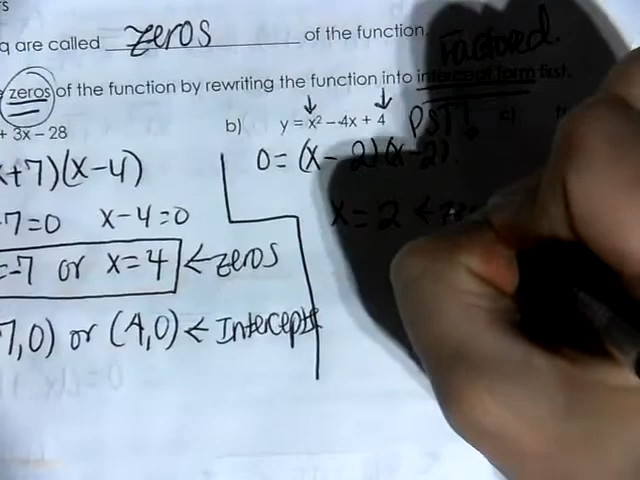 q are called zeros of the function.
Factored.
zeros of the function by rewriting the function into intercept form first.
+ 3x – 28
b) y = x² – 4x + 4 PST!
c)
+7)(x-4)
0 = (x-2)(x-2)
-7=0 x-4=0
x=2 ←
=-7 or x=4 ← zeros
7,0) or (4,0) ← Intercepts